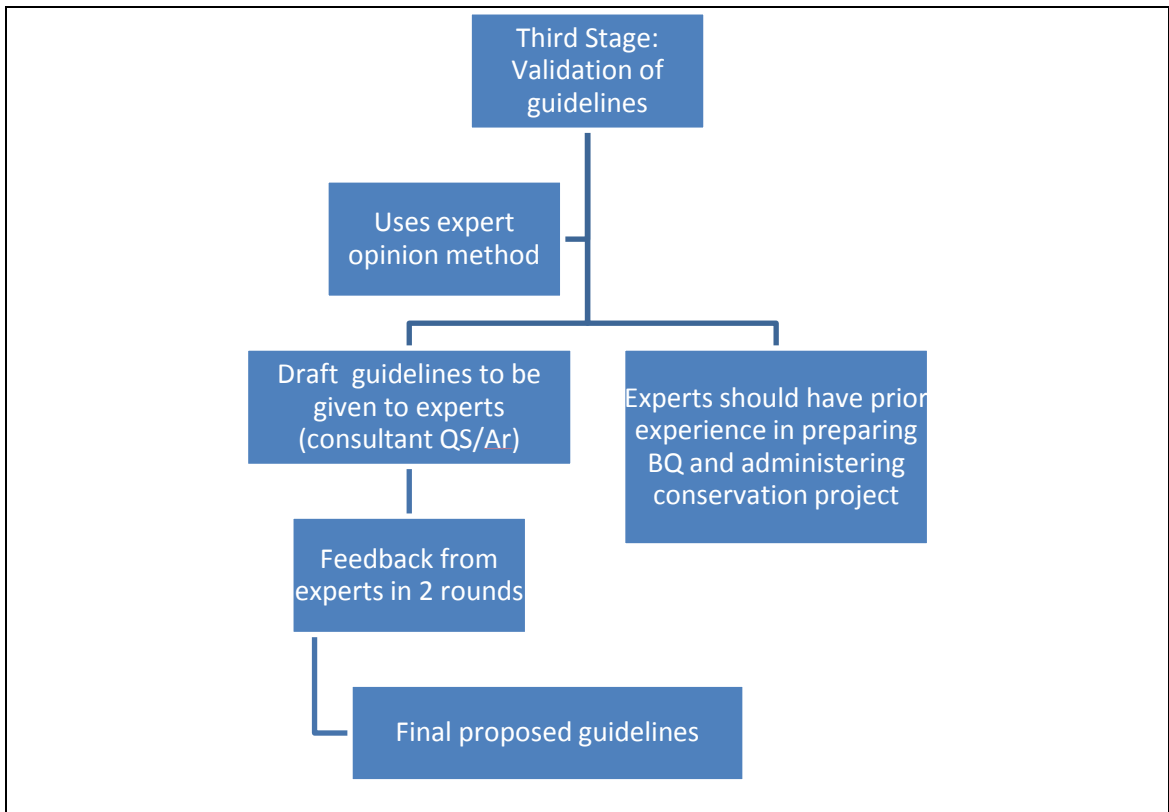 Third Stage:
Validation of
guidelines
Uses expert
opinion method
Draft guidelines to be
given to experts
(consultant QS/Ar)
Experts should have prior
experience in preparing
BQ and administering
conservation project
Feedback from
experts in 2 rounds
Final proposed guidelines